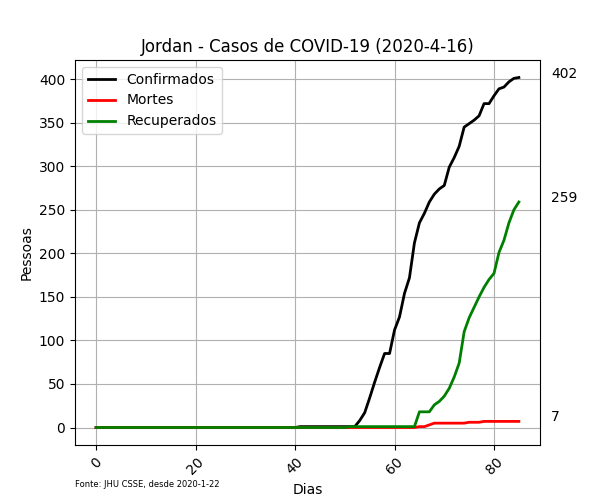 Jordan - Casos de COVID-19 (2020-4-16)
Confirmados
Mortes
Recuperados
402
259
7
Pessoas
400
350
300
250
200
150
100
50
0
0
20
40
60
80
Dias
Fonte: JHU CSSE, desde 2020-1-22